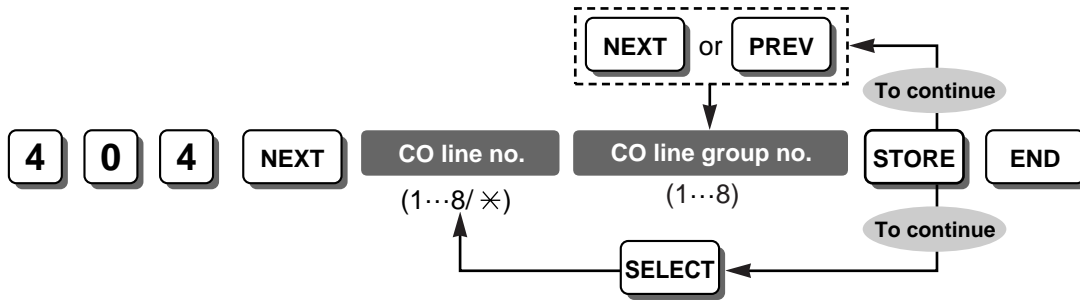 NEXT or PREV
To continue
4 0 4 NEXT CO line no. CO line group no. STORE END
(1···8/ ✳) (1···8)
To continue
SELECT